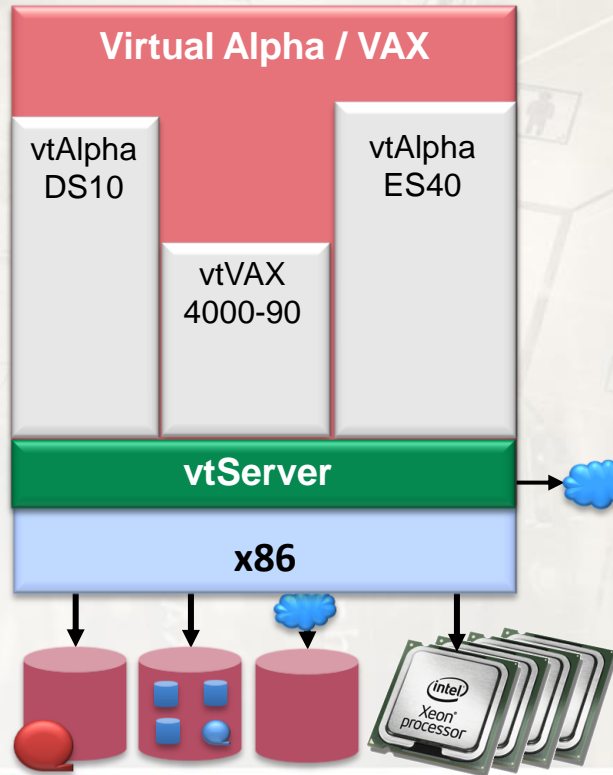 Virtual Alpha / VAX
vtAlpha
DS10
vtAlpha
ES40
vtVAX
4000-90
vtServer
x86
intel
Xeon®
processor